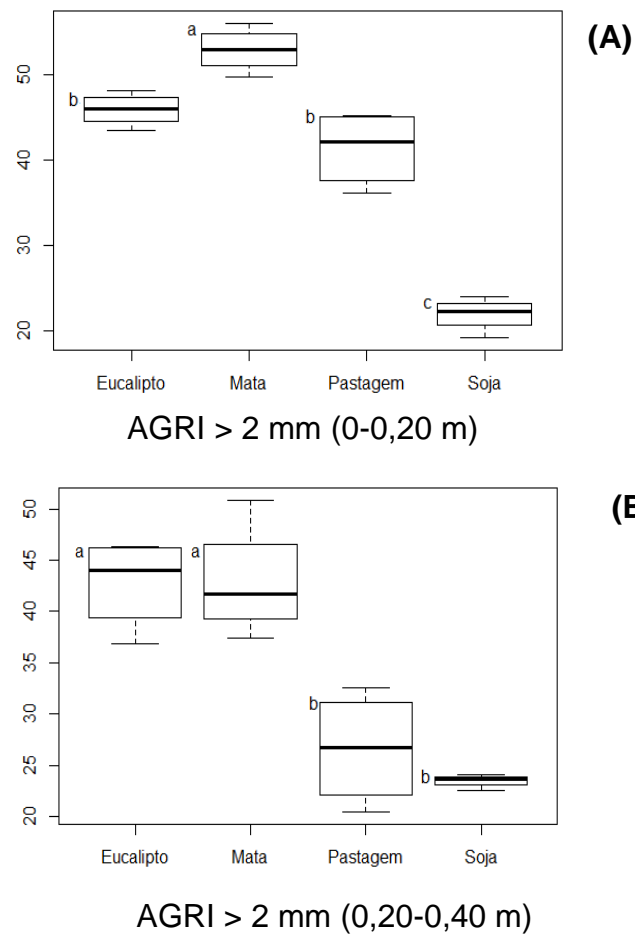 (A)
a
b
b
c
50
40
30
20
Eucalipto Mata Pastagem Soja
AGRI > 2 mm (0-0,20 m)
(B
a a
b
b
50
45
40
35
30
25
20
Eucalipto Mata Pastagem Soja
AGRI > 2 mm (0,20-0,40 m)